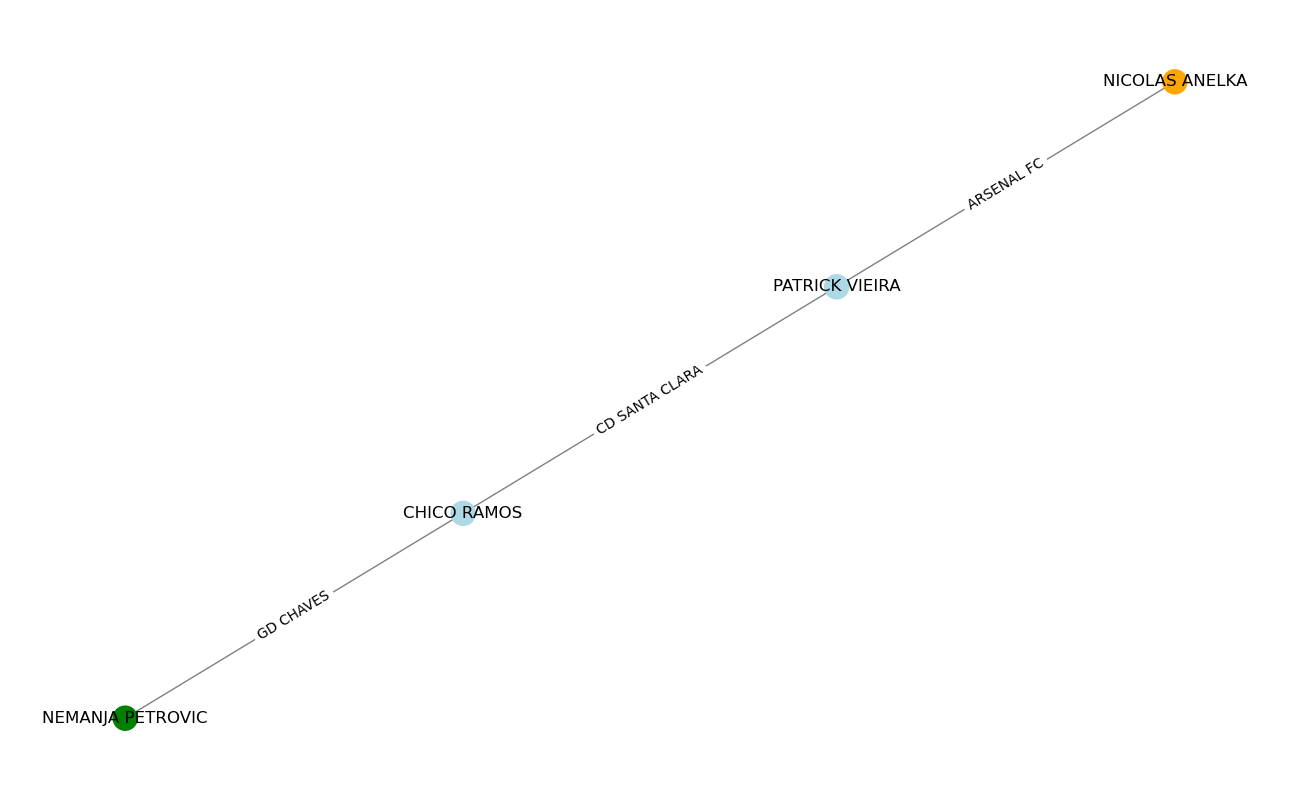 NICOLAS ANELKA
ARSENAL FC
PATRICK VIEIRA
CD SANTA CLARA
CHICO RAMOS
GD CHAVES
NEMANJA PETROVIC